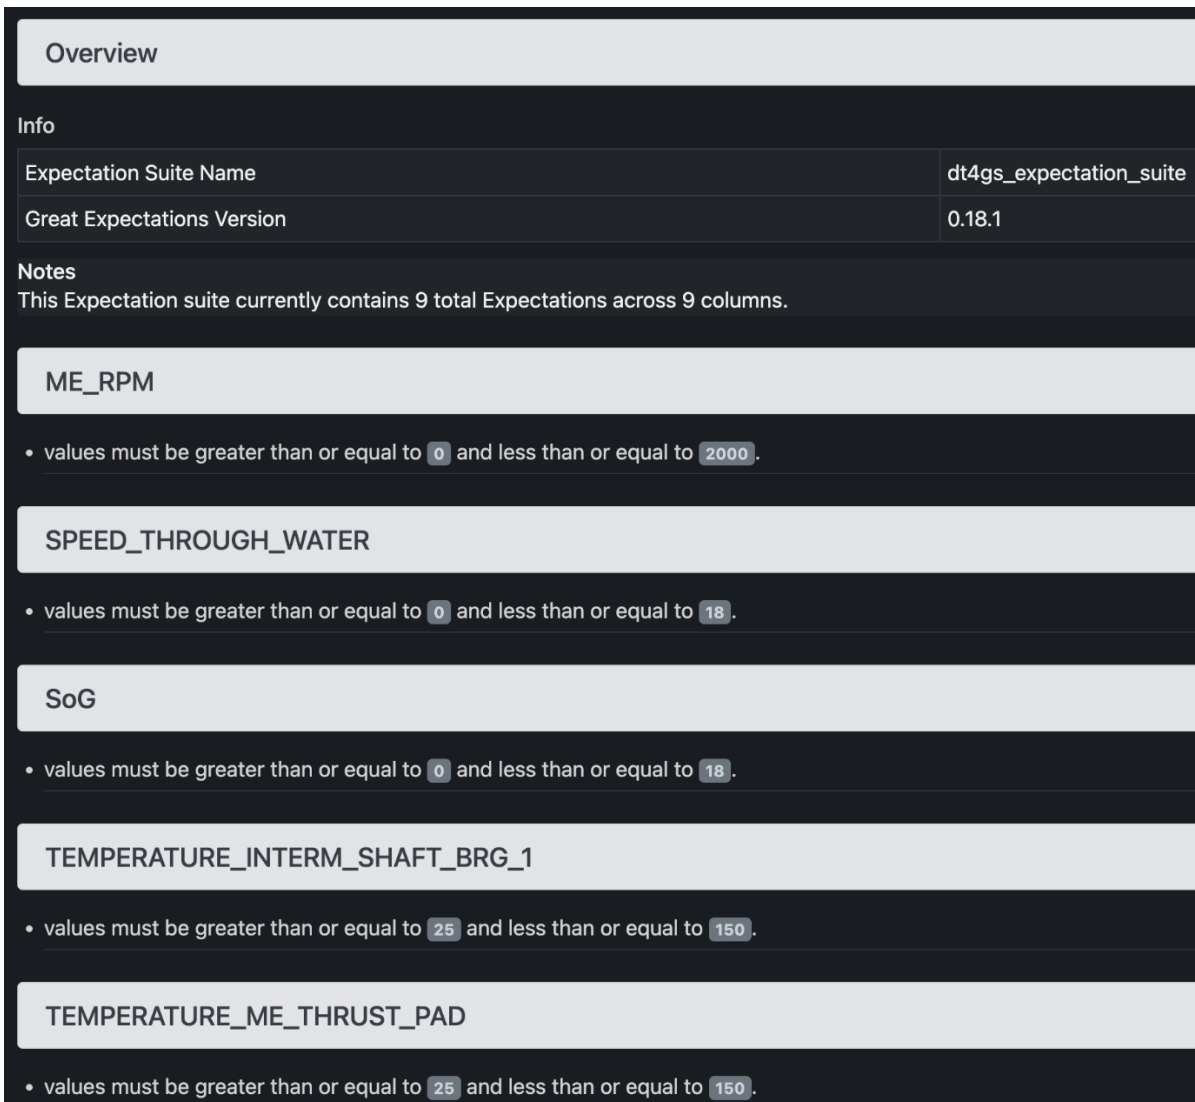 Overview
Info
Expectation Suite Name dt4gs_expectation_suite
Great Expectations Version 0.18.1
Notes
This Expectation suite currently contains 9 total Expectations across 9 columns.
ME_RPM
• values must be greater than or equal to 0 and less than or equal to 2000.
SPEED_THROUGH_WATER
• values must be greater than or equal to 0 and less than or equal to 18.
SoG
• values must be greater than or equal to 0 and less than or equal to 18.
TEMPERATURE_INTERM_SHAFT_BRG_1
• values must be greater than or equal to 25 and less than or equal to 150.
TEMPERATURE_ME_THRUST_PAD
• values must be greater than or equal to 25 and less than or equal to 150.